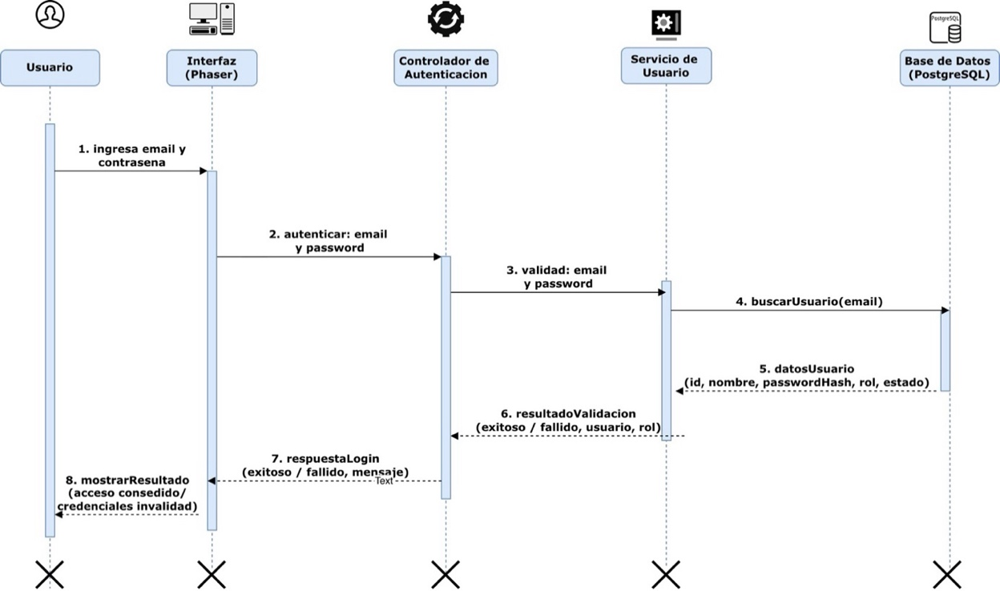 PostgreSQL
Usuario
Interfaz
(Phaser)
Controlador de
Autenticacion
Servicio de
Usuario
Base de Datos
(PostgreSQL)
1. ingresa email y
contrasena
2. autenticar: email
y password
3. validad: email
y password
4. buscarUsuario(email)
5. datosUsuario
(id, nombre, passwordHash, rol, estado)
6. resultadoValidacion
(exitoso / fallido, usuario, rol)
7. respuestaLogin
(exitoso / fallido, mensaje)
Text
8. mostrarResultado
(acceso consedido/
credenciales invalidad)